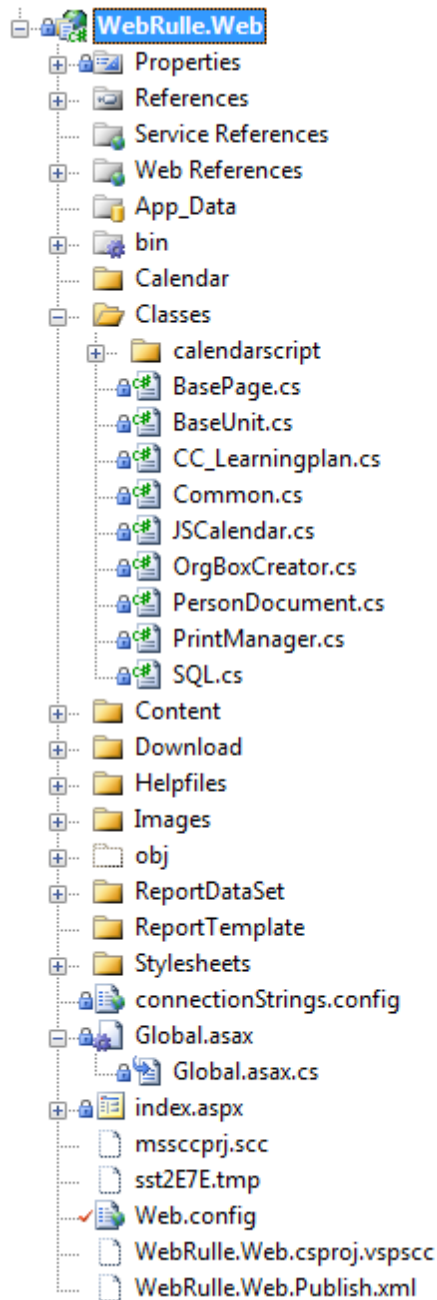 WebRulle.Web
Properties
References
Service References
Web References
App_Data
bin
Calendar
Classes
calendarscript
BasePage.cs
BaseUnit.cs
CC_Learningplan.cs
Common.cs
JSCalendar.cs
OrgBoxCreator.cs
PersonDocument.cs
PrintManager.cs
SQL.cs
Content
Download
Helpfiles
Images
obj
ReportDataSet
ReportTemplate
Stylesheets
connectionStrings.config
Global.asax
Global.asax.cs
index.aspx
mssccprj.scc
sst2E7E.tmp
Web.config
WebRulle.Web.csproj.vspscc
WebRulle.Web.Publish.xml